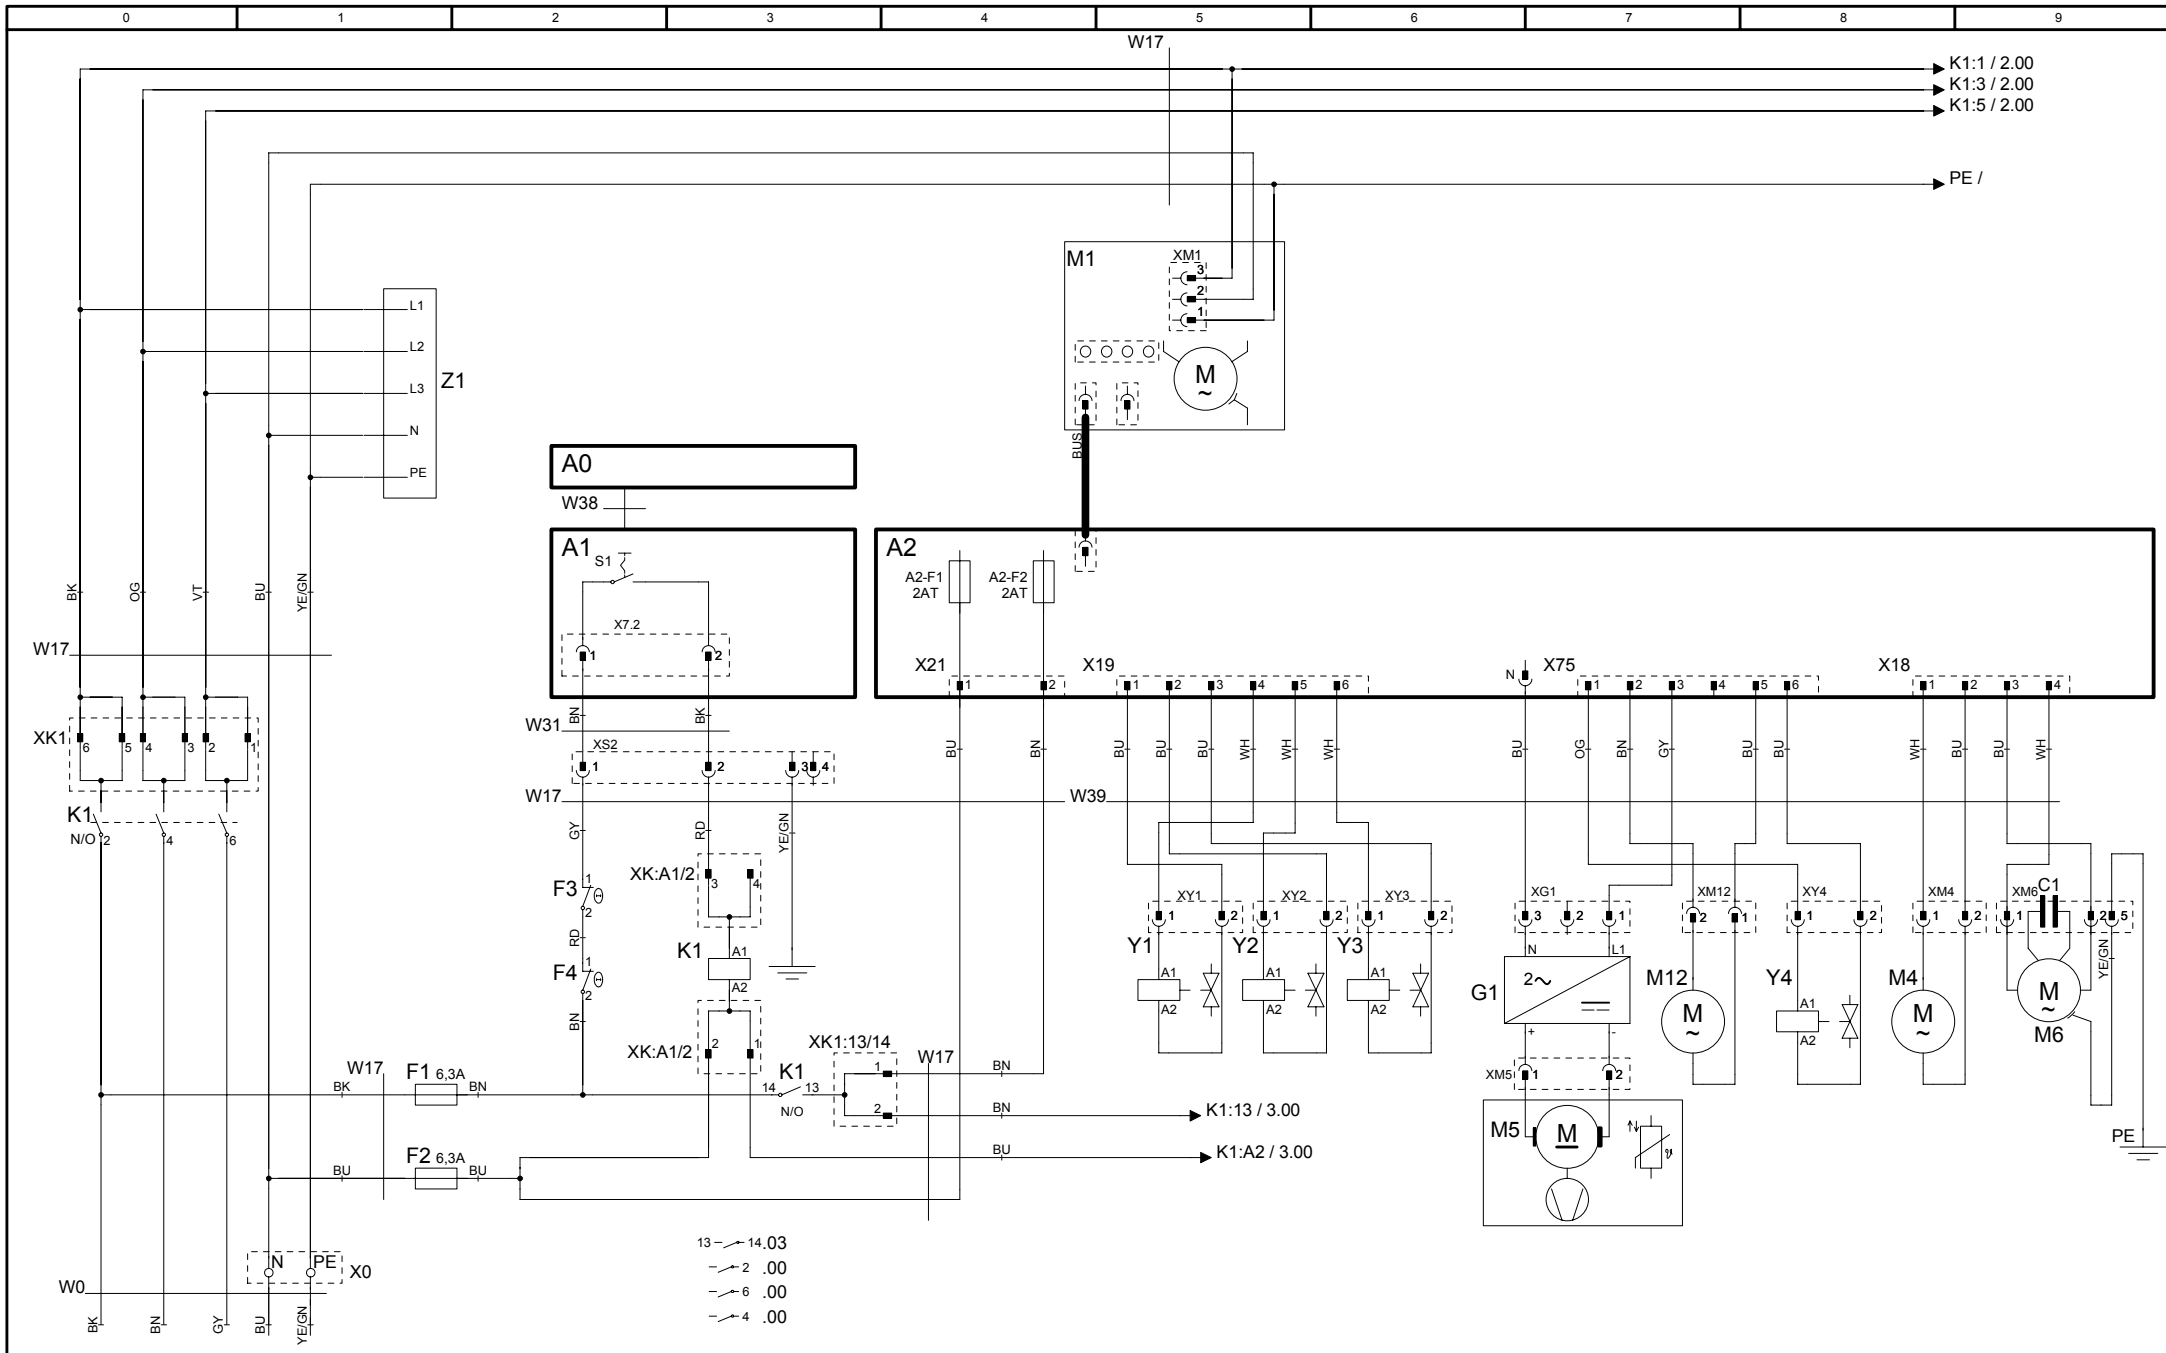 0 1 2 3 4 5 6 7 8 9
W17
K1:1 / 2.00
K1:3 / 2.00
K1:5 / 2.00
PE /
M1
XM1
3
2
1
M
~
BUS
L1
L2
L3
N
PE
Z1
A0
W38
A1
S1
X7.2
1 2
A2
A2-F1
2AT
A2-F2
2AT
BK OG VT BU YE/GN
W17
X21
1 2
X19
1 2 3 4 5 6
N
X75
1 2 3 4 5 6
X18
1 2 3 4
BN BK
W31
XS2
1 2 3 4
XK1
6 5 4 3 2 1
BU BN
BU BU BU WH WH WH
BU OG BN GY BU BU
WH BU BU WH
W17
W39
K1
N/O
2 4 6
GY RD YE/GN
F3
1
2
RD
F4
1
2
BN
XK:A1/2
3 4
K1
A1
A2
XK:A1/2
2 1
XY1
1 2
Y1
A1
A2
XY2
1 2
Y2
A1
A2
XY3
1 2
Y3
A1
A2
XG1
3 2 1
N L1
G1
2~
+ -
XM5
1 2
M5
M
ϑ
XM12
2 1
M12
M
~
XY4
1 2
Y4
A1
A2
XM4
1 2
M4
M
~
XM6
C1
1 2 5
YE/GN
M
~
M6
PE
W17
BK
F1 6,3A
BN
K1
14 13
N/O
XK1:13/14
1
2
W17
BN
BN
K1:13 / 3.00
BU
F2 6,3A
BU
BU
K1:A2 / 3.00
N PE
X0
W0
BK BN GY BU YE/GN
13 14 .03
2 .00
6 .00
4 .00